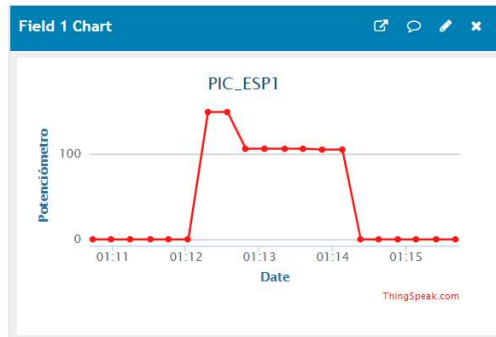 Field 1 Chart
PIC_ESP1
Potenciómetro
100
0
01:11 01:12 01:13 01:14 01:15
Date
ThingSpeak.com